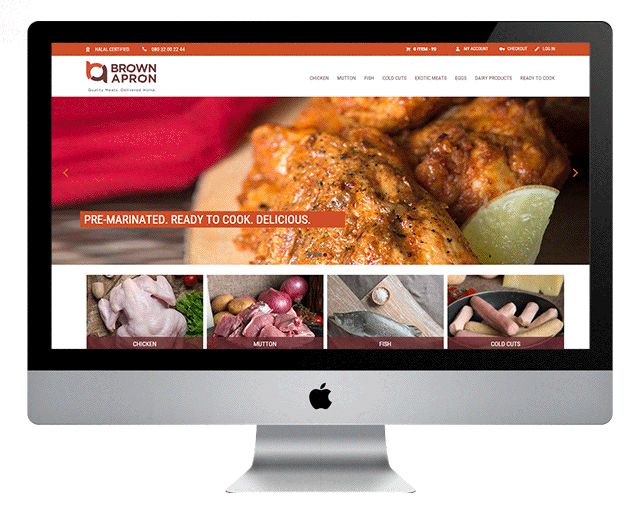 HALAL CERTIFIED 080 32 00 22 44 0 ITEM - ₹0 MY ACCOUNT CHECKOUT LOG IN
BROWN
APRON
Quality Meats. Delivered Home.
CHICKEN MUTTON FISH COLD CUTS EXOTIC MEATS EGGS DAIRY PRODUCTS READY TO COOK
PRE-MARINATED. READY TO COOK. DELICIOUS.
CHICKEN MUTTON FISH COLD CUTS